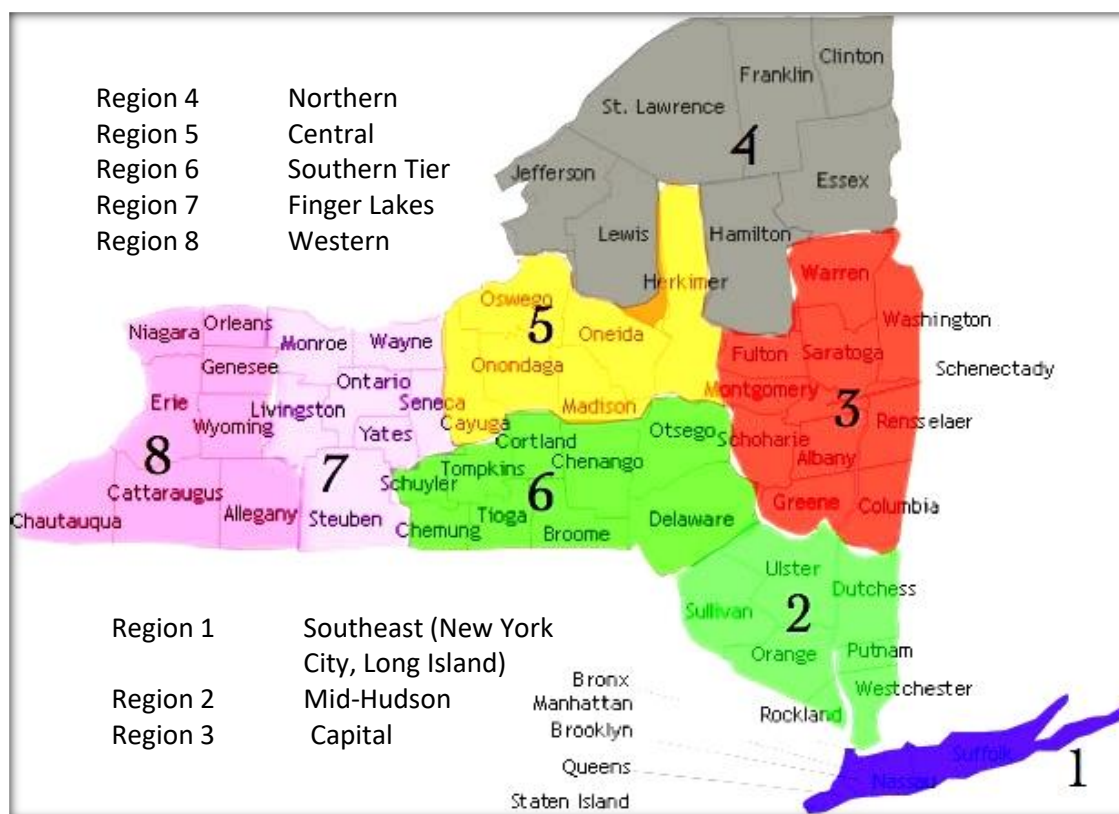 Clinton
Franklin
Region 4 Northern
St. Lawrence
Region 5 Central
4
Region 6 Southern Tier
Jefferson
Essex
Region 7 Finger Lakes
Region 8 Western
Lewis
Hamilton
Herkimer
Warren
Oswego
Niagara
Orleans
Monroe
Wayne
5
Oneida
Washington
Genesee
Onondaga
Fulton
Saratoga
Schenectady
Ontario
Montgomery
Erie
Livingston
Seneca
Madison
3
Wyoming
Yates
Cayuga
Cortland
Otsego
Schoharie
Rensselaer
8
7
Tompkins
Chenango
Albany
Cattaraugus
Schuyler
6
Greene
Columbia
Chautauqua
Allegany
Steuben
Chemung
Tioga
Broome
Delaware
Ulster
Dutchess
Sullivan
2
Region 1 Southeast (New York
City, Long Island)
Orange
Putnam
Region 2 Mid-Hudson
Bronx
Westchester
Manhattan
Rockland
Region 3 Capital
Brooklyn
Suffolk
Queens
Nassau
1
Staten Island